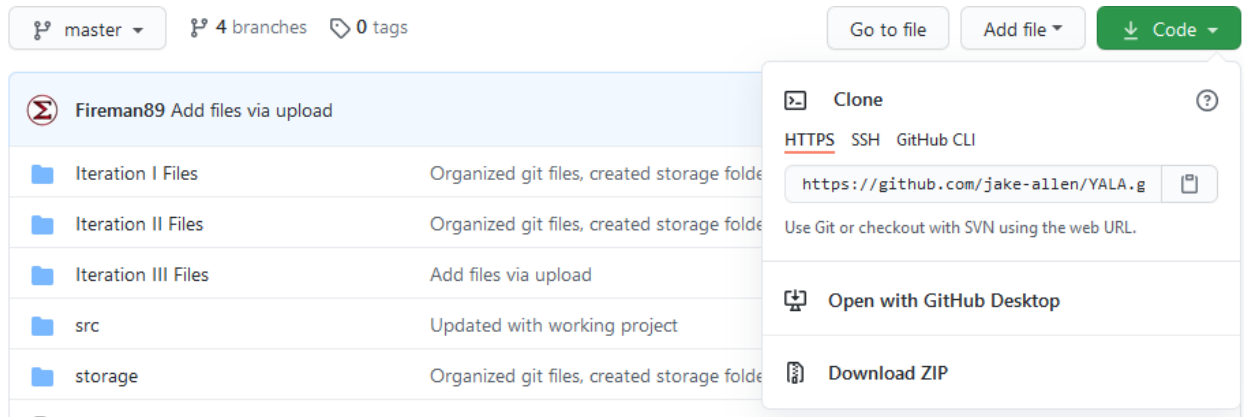 master 4 branches 0 tags Go to file Add file Code
Fireman89 Add files via upload
Clone
HTTPS SSH GitHub CLI
https://github.com/jake-allen/YALA.g
Use Git or checkout with SVN using the web URL.
Open with GitHub Desktop
Download ZIP
Iteration I Files Organized git files, created storage folde
Iteration II Files Organized git files, created storage folde
Iteration III Files Add files via upload
src Updated with working project
storage Organized git files, created storage folde